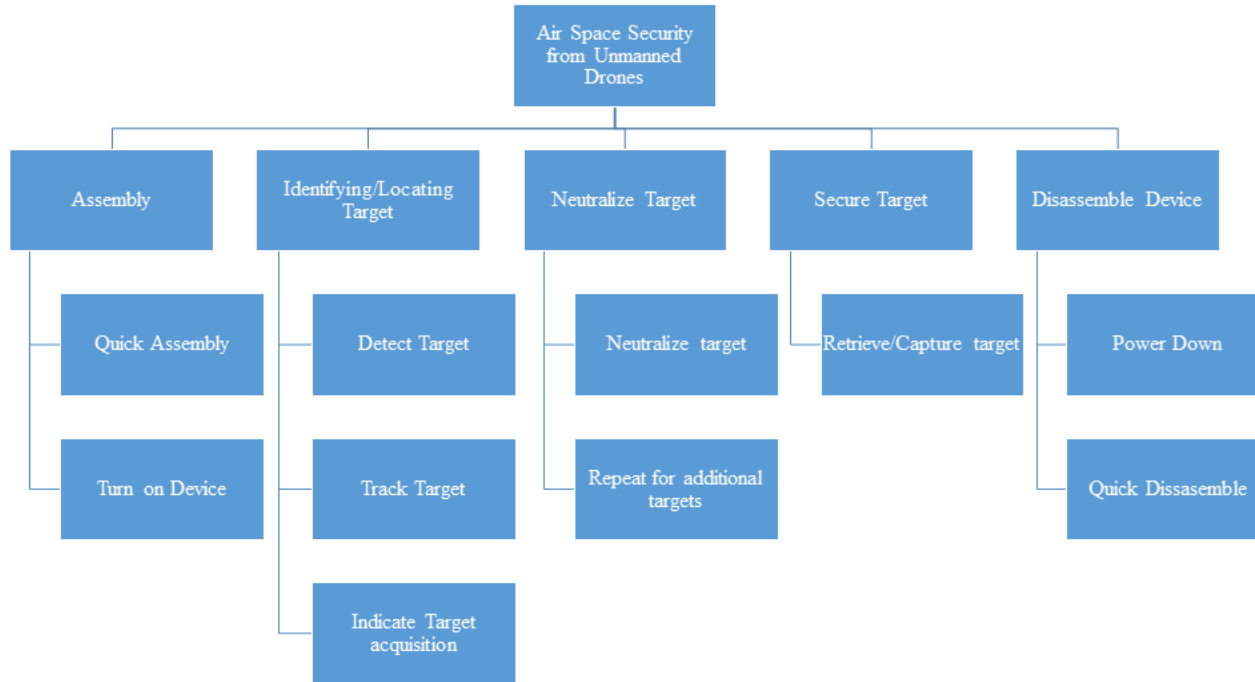 Air Space Security
from Unmanned
Drones
Assembly
Identifying/Locating
Target
Neutralize Target
Secure Target
Disassemble Device
Quick Assembly
Detect Target
Neutralize target
Retrieve/Capture target
Power Down
Turn on Device
Track Target
Repeat for additional
targets
Quick Dissasemble
Indicate Target
acquisition